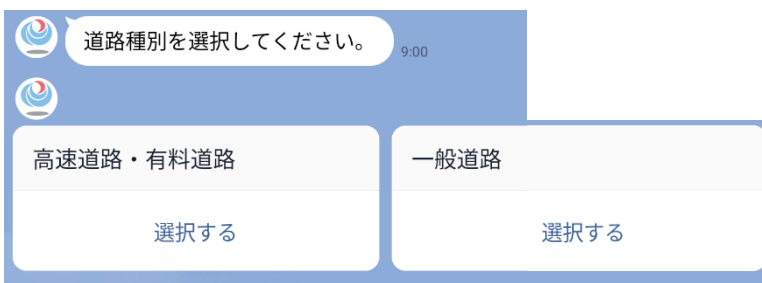 道路種別を選択してください。
9:00
高速道路・有料道路
一般道路
選択する
選択する